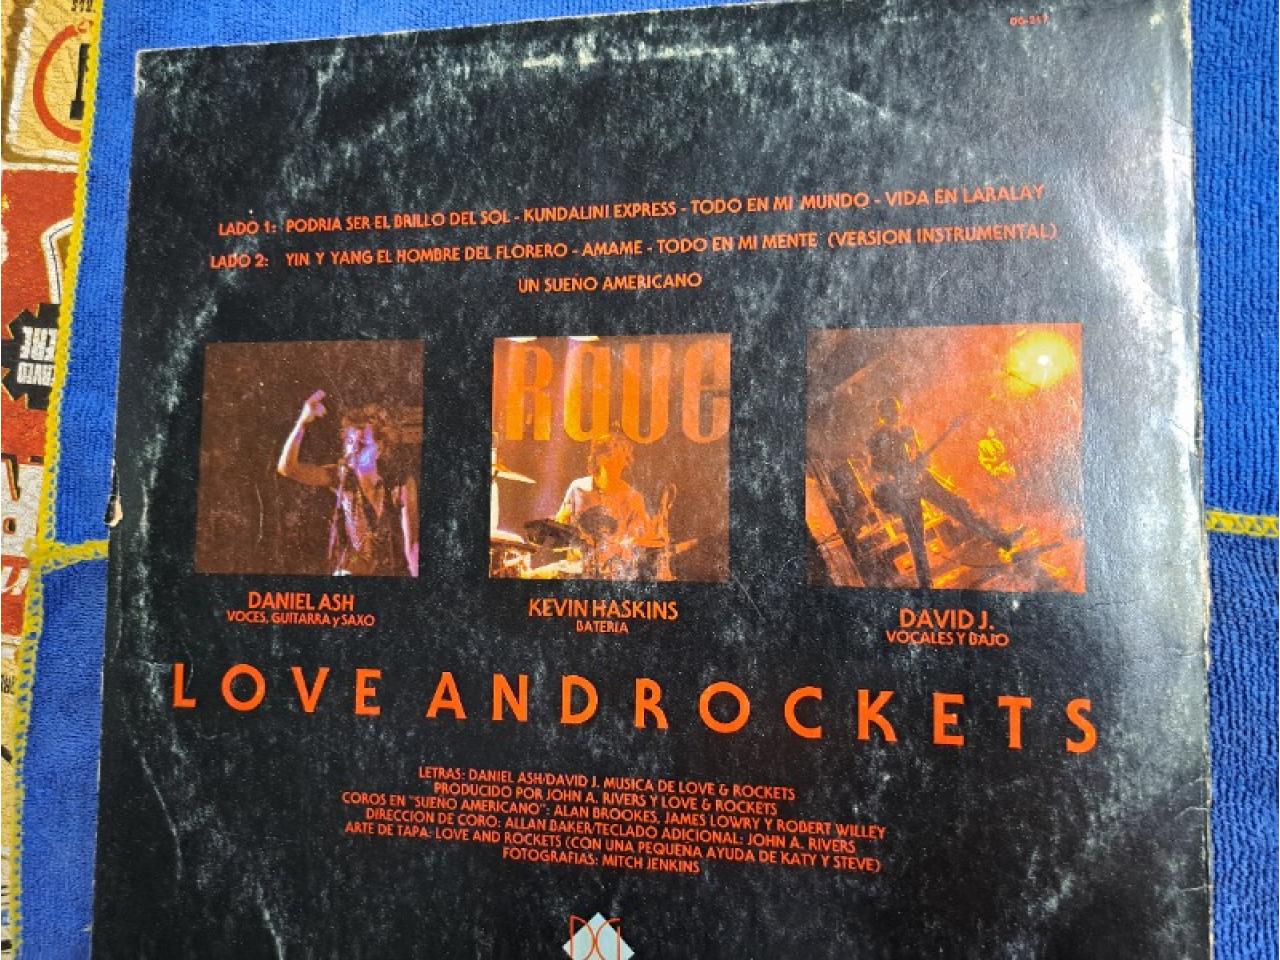 DG-217
LADO 1: PODRIA SER EL BRILLO DEL SOL - KUNDALINI EXPRESS - TODO EN MI MUNDO - VIDA EN LARALAY
LADO 2: YIN Y YANG EL HOMBRE DEL FLORERO - AMAME - TODO EN MI MENTE (VERSION INSTRUMENTAL)
UN SUEÑO AMERICANO
Rave
DANIEL ASH
VOCES, GUITARRA y SAXO
KEVIN HASKINS
BATERIA
DAVID J.
VOCALES Y BAJO
LOVE AND ROCKETS
LETRAS: DANIEL ASH/DAVID J. MUSICA DE LOVE & ROCKETS
PRODUCIDO POR JOHN A. RIVERS Y LOVE & ROCKETS
COROS EN "SUEÑO AMERICANO": ALAN BROOKES, JAMES LOWRY Y ROBERT WILLEY
DIRECCION DE CORO: ALLAN BAKER/TECLADO ADICIONAL: JOHN A. RIVERS
ARTE DE TAPA: LOVE AND ROCKETS (CON UNA PEQUEÑA AYUDA DE KATY Y STEVE)
FOTOGRAFIAS: MITCH JENKINS
DG